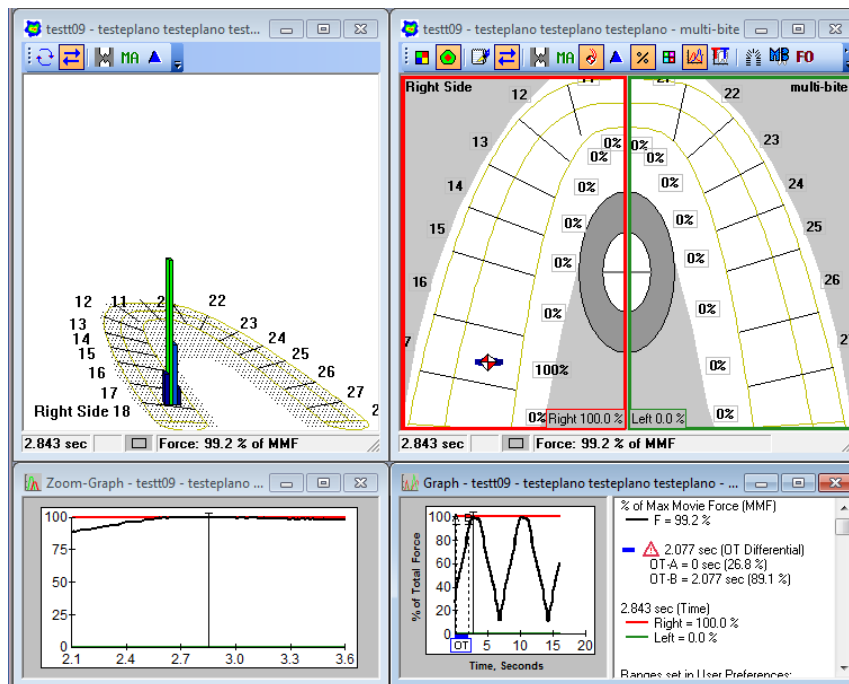 testt09 - testeplano testeplano test...
MA
12 11 2 22
13 23
14 24
15 25
16 26
17 27
Right Side 18 2
2.843 sec Force: 99.2 % of MMF
testt09 - testeplano testeplano testeplano - multi-bite
MA % MB FO
Right Side multi-bite
12 22
13 0% 0% 23
0% 0%
14 0% 0% 24
15 0% 0% 25
0% 0%
16 0% 0% 26
7 2
100% 0%
0% Right 100.0 % Left 0.0 % 0%
2.843 sec Force: 99.2 % of MMF
Zoom-Graph - testt09 - testeplano ...
100
75
50
25
0
2.1 2.4 2.7 3.0 3.3 3.6
Graph - testt09 - testeplano testeplano testeplano - ...
% of Total Force
100
80
60
40
20
0
OT 5 10 15 20
Time, Seconds
% of Max Movie Force (MMF)
F = 99.2 %
2.077 sec (OT Differential)
OT-A = 0 sec (26.8 %)
OT-B = 2.077 sec (89.1 %)
2.843 sec (Time)
Right = 100.0 %
Left = 0.0 %
Ranges set in User Preferences: